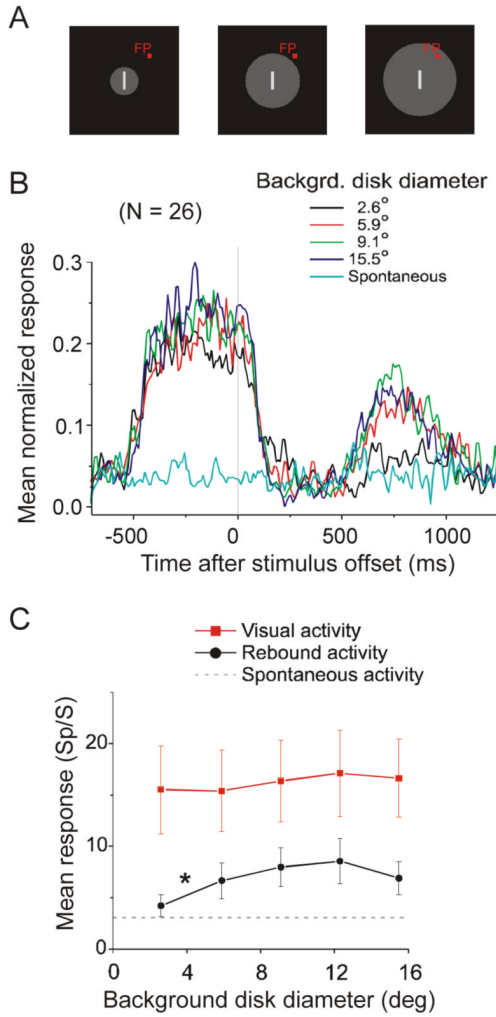 A
FP
FP
FP
B
Backgrd. disk diameter
(N = 26)
2.6°
5.9°
9.1°
15.5°
Spontaneous
Mean normalized response
0.3
0.2
0.1
0.0
-500
0
500
1000
Time after stimulus offset (ms)
C
Visual activity
Rebound activity
Spontaneous activity
Mean response (Sp/S)
20
10
0
*
0
4
8
12
16
Background disk diameter (deg)